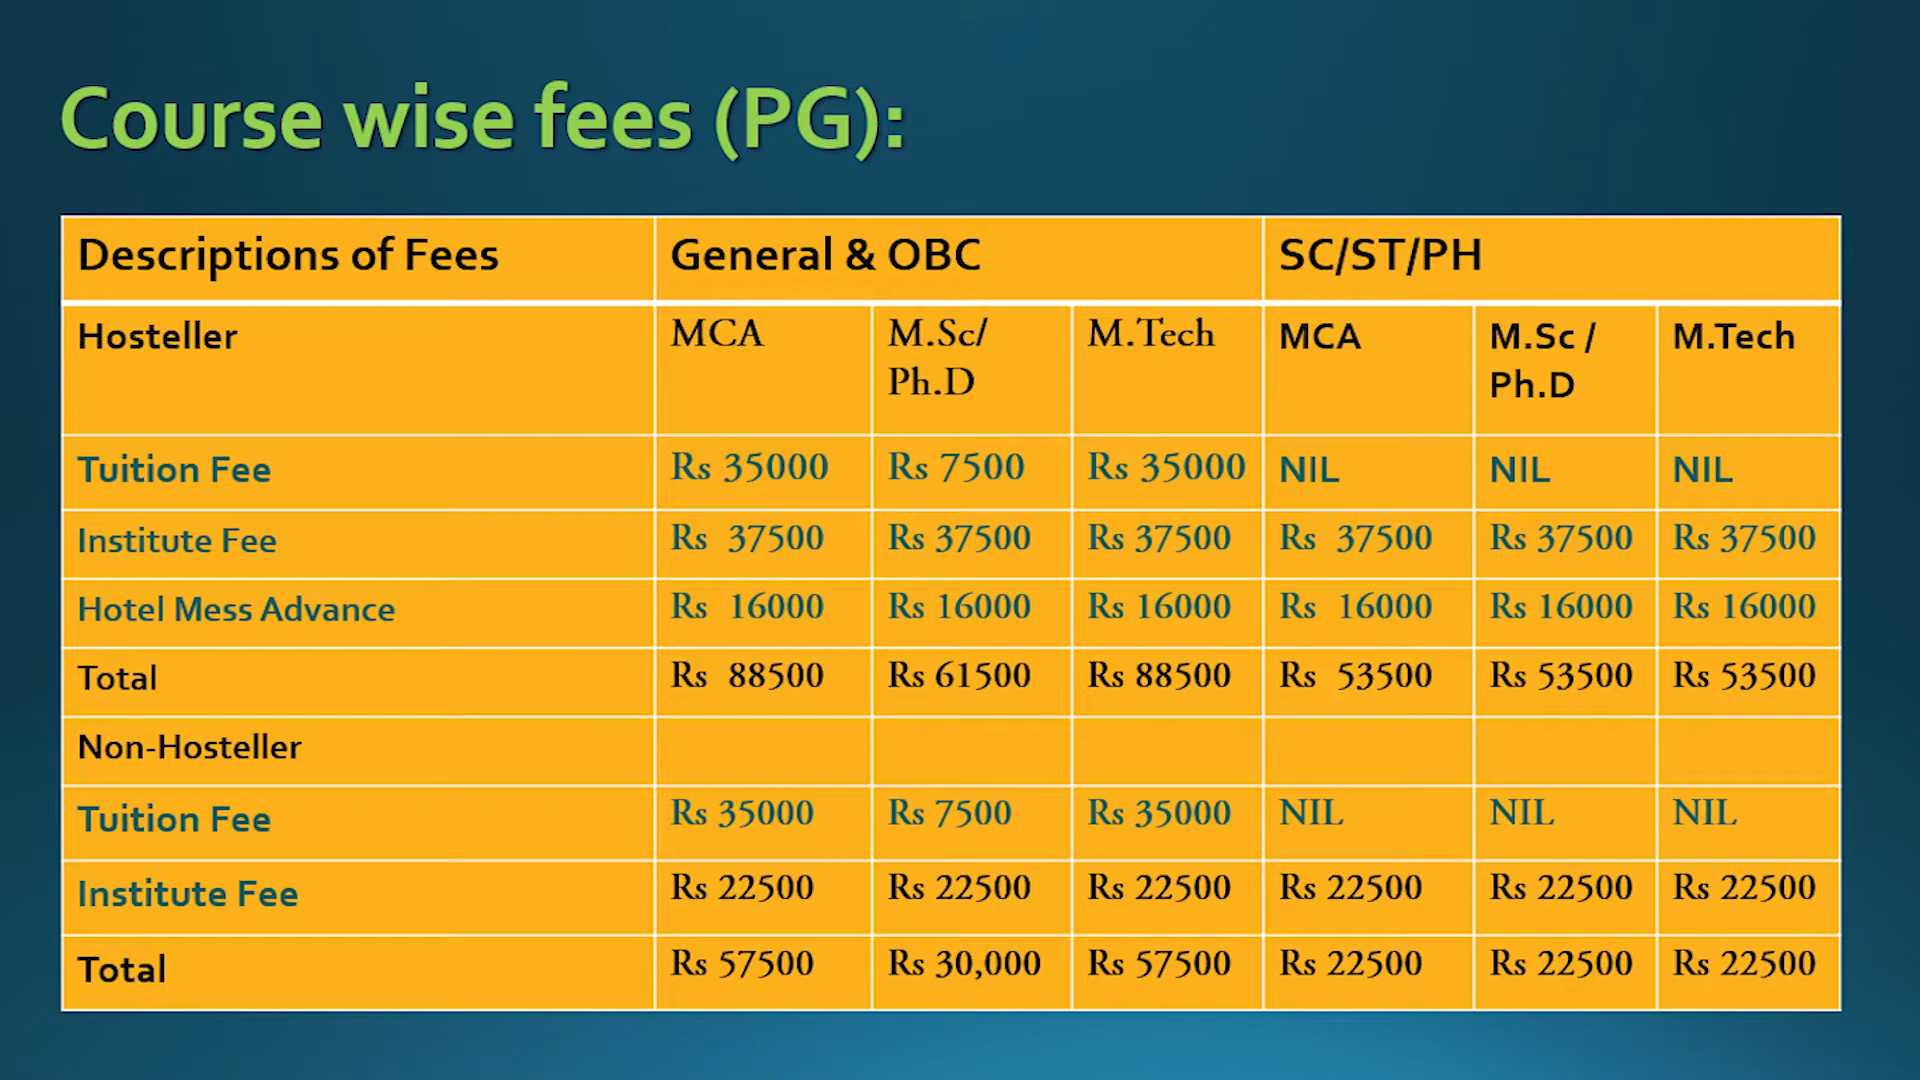 Course wise fees (PG):
Descriptions of Fees General & OBC SC/ST/PH
Hosteller MCA M.Sc/ M.Tech MCA M.Sc / M.Tech
Ph.D Ph.D
Tuition Fee Rs 35000 Rs 7500 Rs 35000 NIL NIL NIL
Institute Fee Rs 37500 Rs 37500 Rs 37500 Rs 37500 Rs 37500 Rs 37500
Hotel Mess Advance Rs 16000 Rs 16000 Rs 16000 Rs 16000 Rs 16000 Rs 16000
Total Rs 88500 Rs 61500 Rs 88500 Rs 53500 Rs 53500 Rs 53500
Non-Hosteller
Tuition Fee Rs 35000 Rs 7500 Rs 35000 NIL NIL NIL
Institute Fee Rs 22500 Rs 22500 Rs 22500 Rs 22500 Rs 22500 Rs 22500
Total Rs 57500 Rs 30,000 Rs 57500 Rs 22500 Rs 22500 Rs 22500